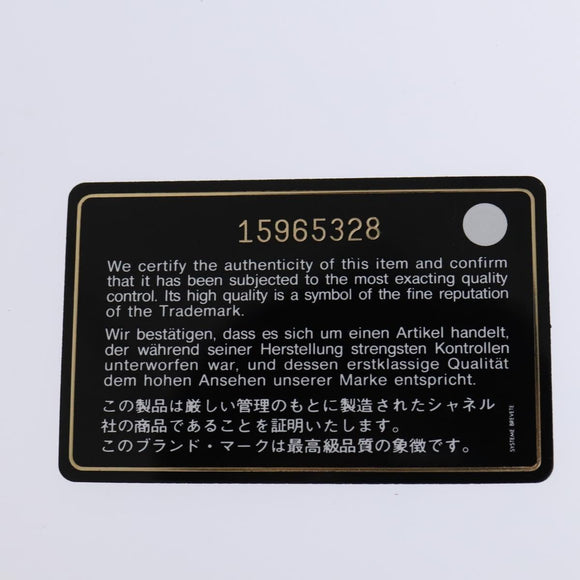 15965328
We certify the authenticity of this item and confirm
that it has been subjected to the most exacting quality
control. Its high quality is a symbol of the fine reputation
of the Trademark.
Wir bestätigen, dass es sich um einen Artikel handelt,
der während seiner Herstellung strengsten Kontrollen
unterworfen war, und dessen erstklassige Qualität
dem hohen Ansehen unserer Marke entspricht.
この製品は厳しい管理のもとに製造されたシャネル
社の商品であることを証明いたします。
このブランド・マークは最高級品質の象徴です。
SYSTEME BREVETE